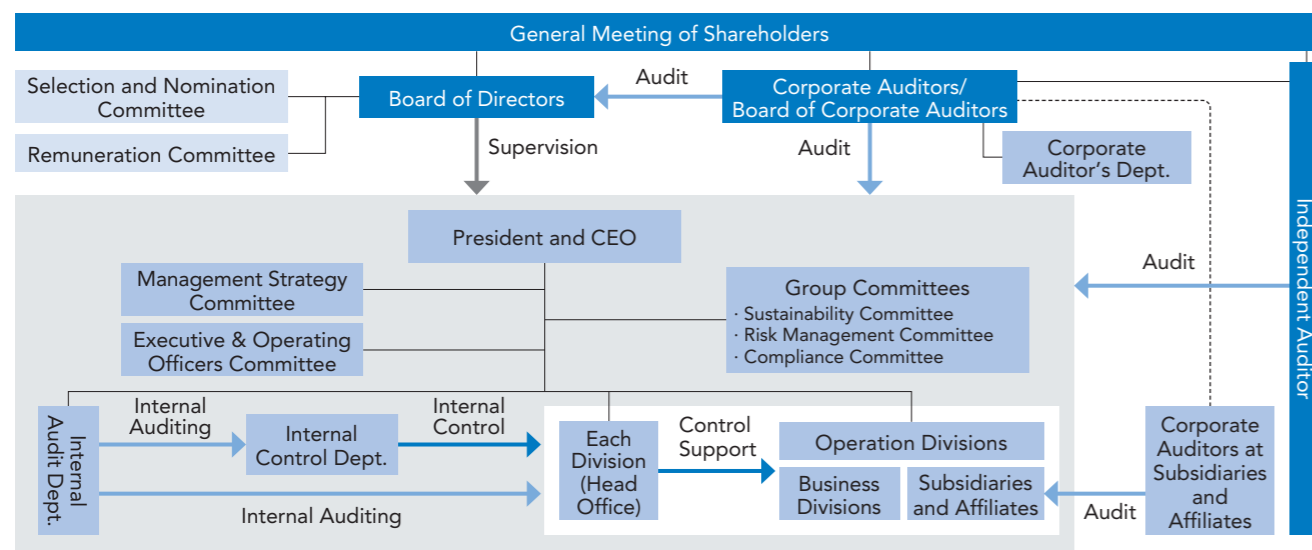 General Meeting of Shareholders
Selection and Nomination
Committee
Remuneration Committee
Board of Directors
Audit
Corporate Auditors/
Board of Corporate Auditors
Supervision
Audit
Corporate
Auditor's Dept.
Independent Auditor
President and CEO
Management Strategy
Committee
Executive & Operating
Officers Committee
Group Committees
· Sustainability Committee
· Risk Management Committee
· Compliance Committee
Audit
Internal
Audit Dept.
Internal
Auditing
Internal
Control Dept.
Internal
Control
Internal Auditing
Each
Division
(Head
Office)
Control
Support
Operation Divisions
Business
Divisions
Subsidiaries
and Affiliates
Audit
Corporate
Auditors at
Subsidiaries
and
Affiliates